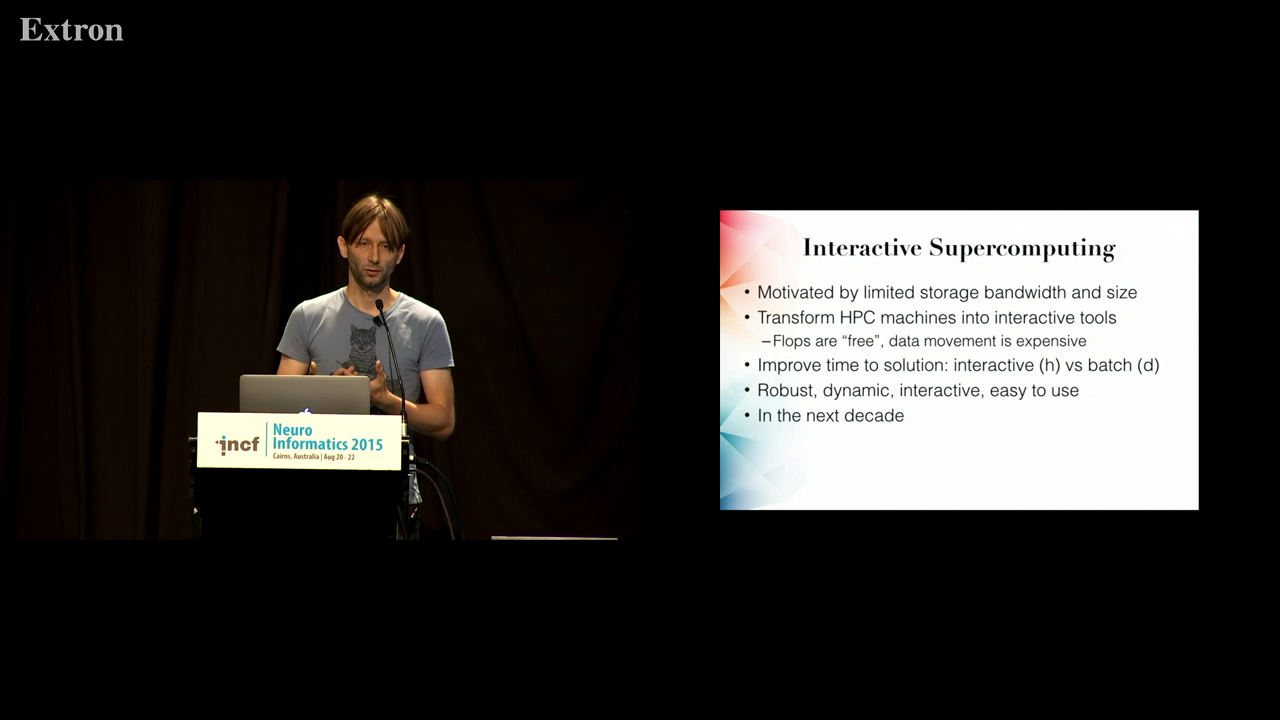 Extron
Interactive Supercomputing
• Motivated by limited storage bandwidth and size
• Transform HPC machines into interactive tools
–Flops are “free”, data movement is expensive
• Improve time to solution: interactive (h) vs batch (d)
• Robust, dynamic, interactive, easy to use
• In the next decade
incf
Neuro
Informatics 2015
Cairns, Australia | Aug 20 - 22